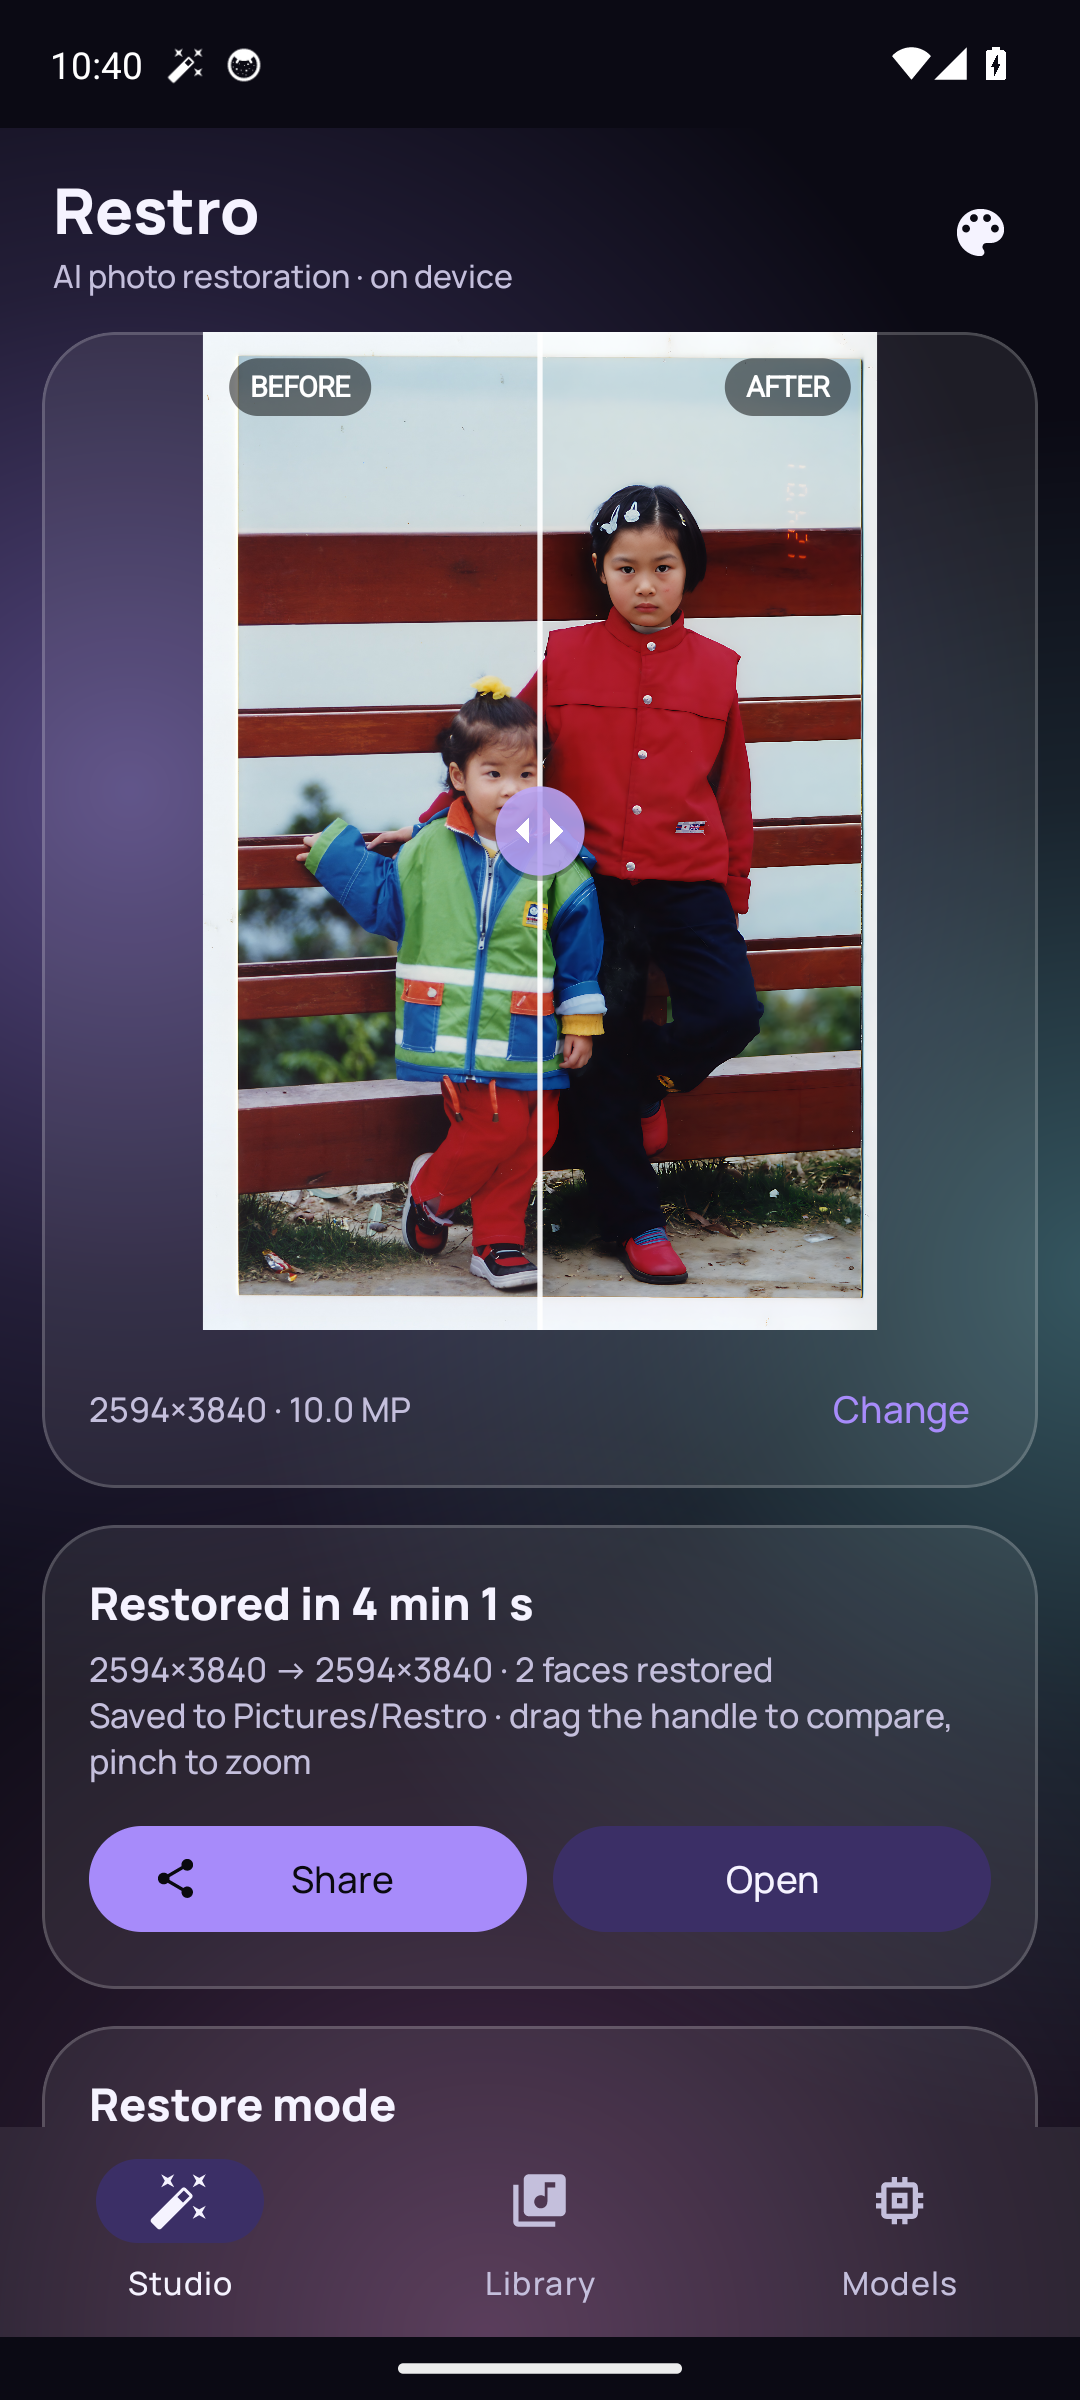 10:40
Restro
AI photo restoration · on device
BEFORE
AFTER
2594×3840 · 10.0 MP
Change
Restored in 4 min 1 s
2594×3840 → 2594×3840 · 2 faces restored
Saved to Pictures/Restro · drag the handle to compare,
pinch to zoom
Share
Open
Restore mode
Studio
Library
Models